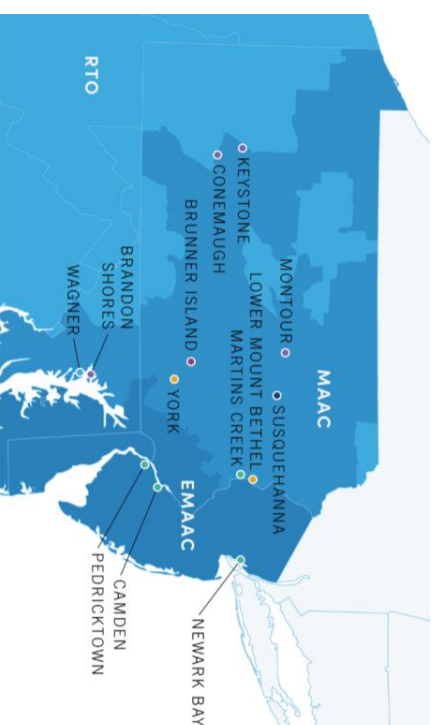 RTO
MAAC
EMAAC
KEYSTONE
CONEMAUGH
MONTOUR
SUSQUEHANNA
LOWER MOUNT BETHEL
MARTINS CREEK
BRUNNER ISLAND
YORK
BRANDON
SHORES
WAGNER
CAMDEN
PEDRICKTOWN
NEWARK BAY